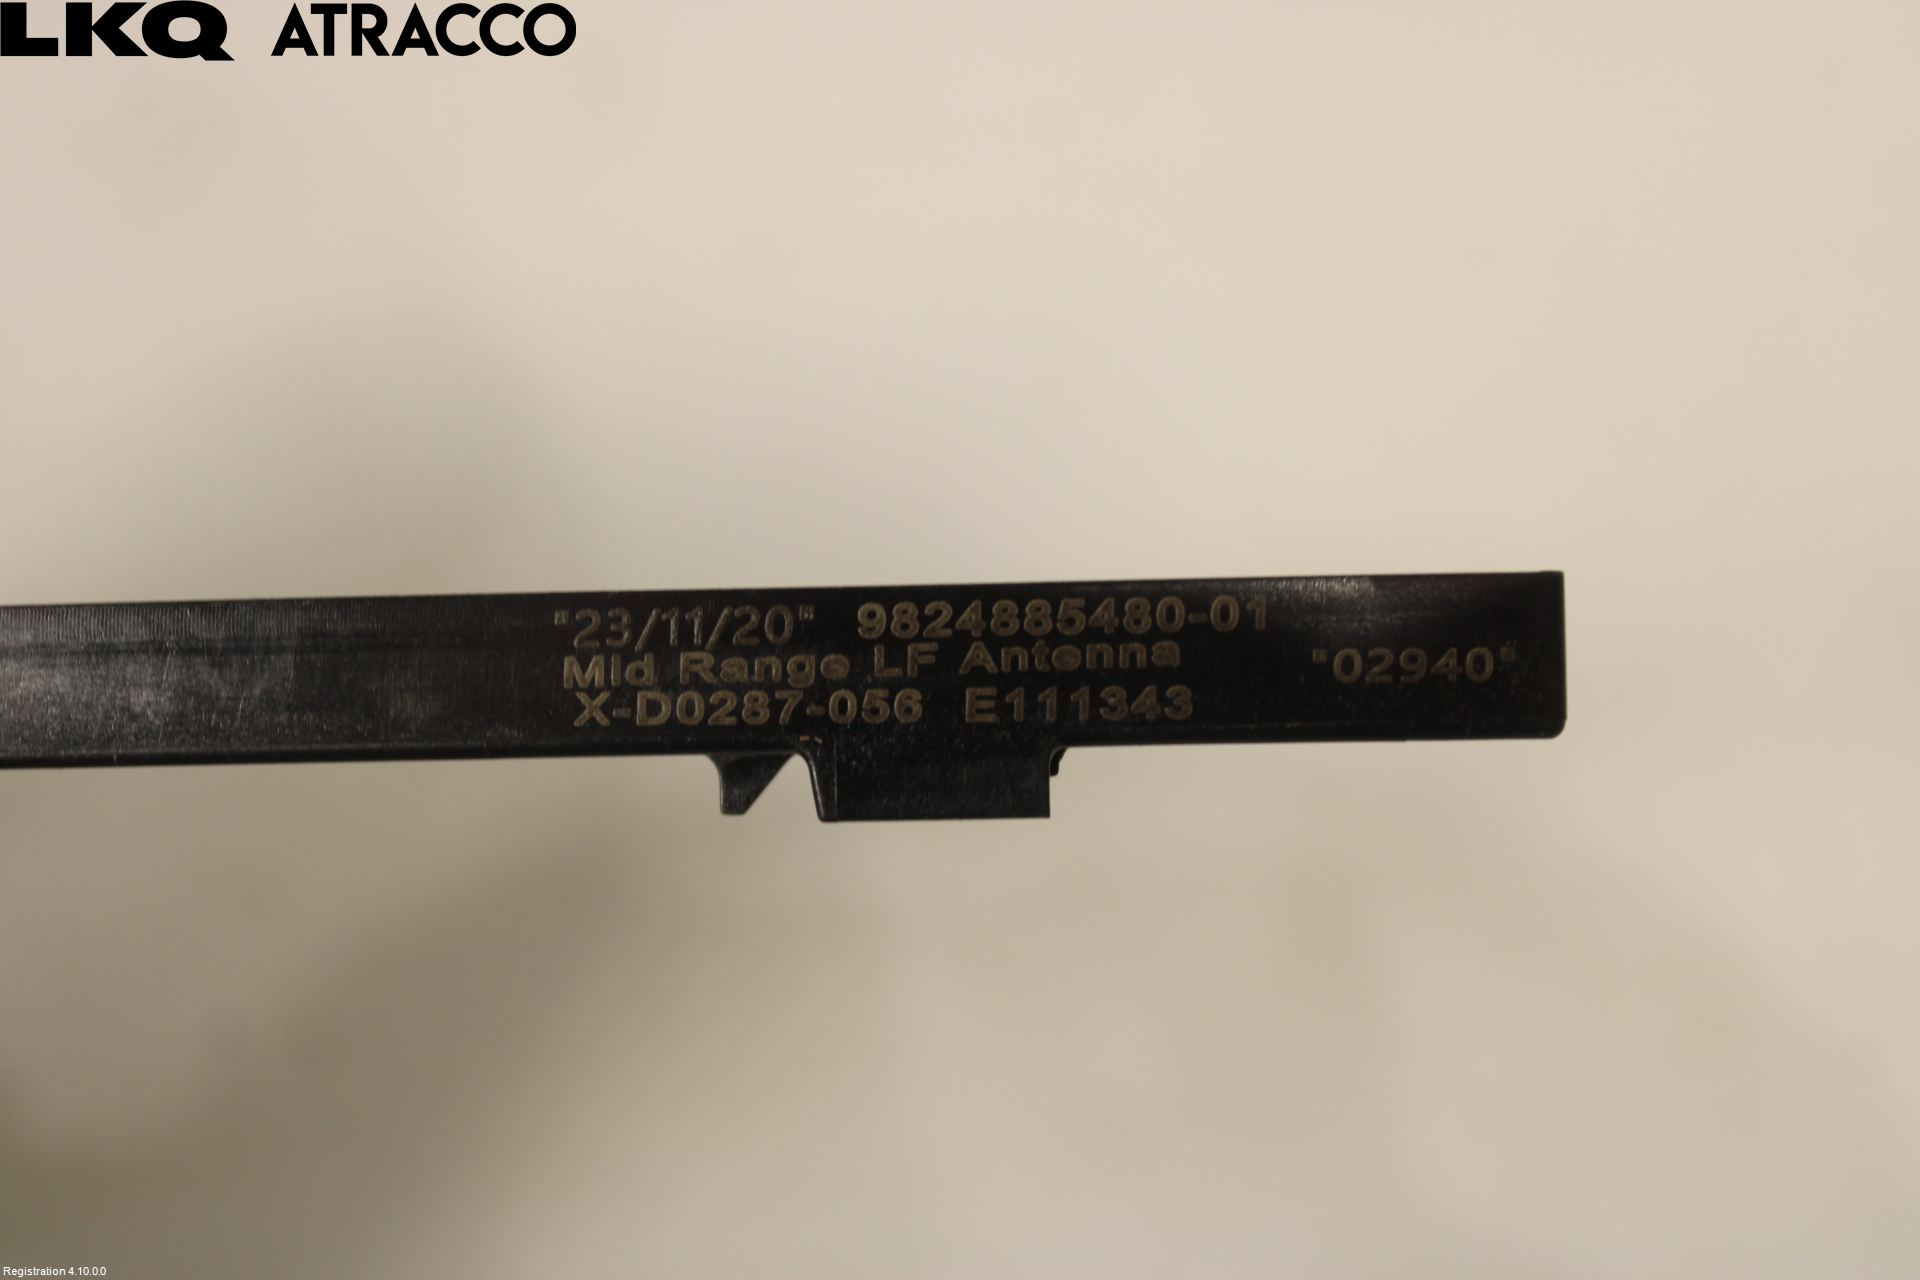 LKQ ATRACCO
"23/11/20" 9824885480-01
Mid Range LF Antenna
"02940"
X-D0287-056 E111343
Registration 4.10.0.0